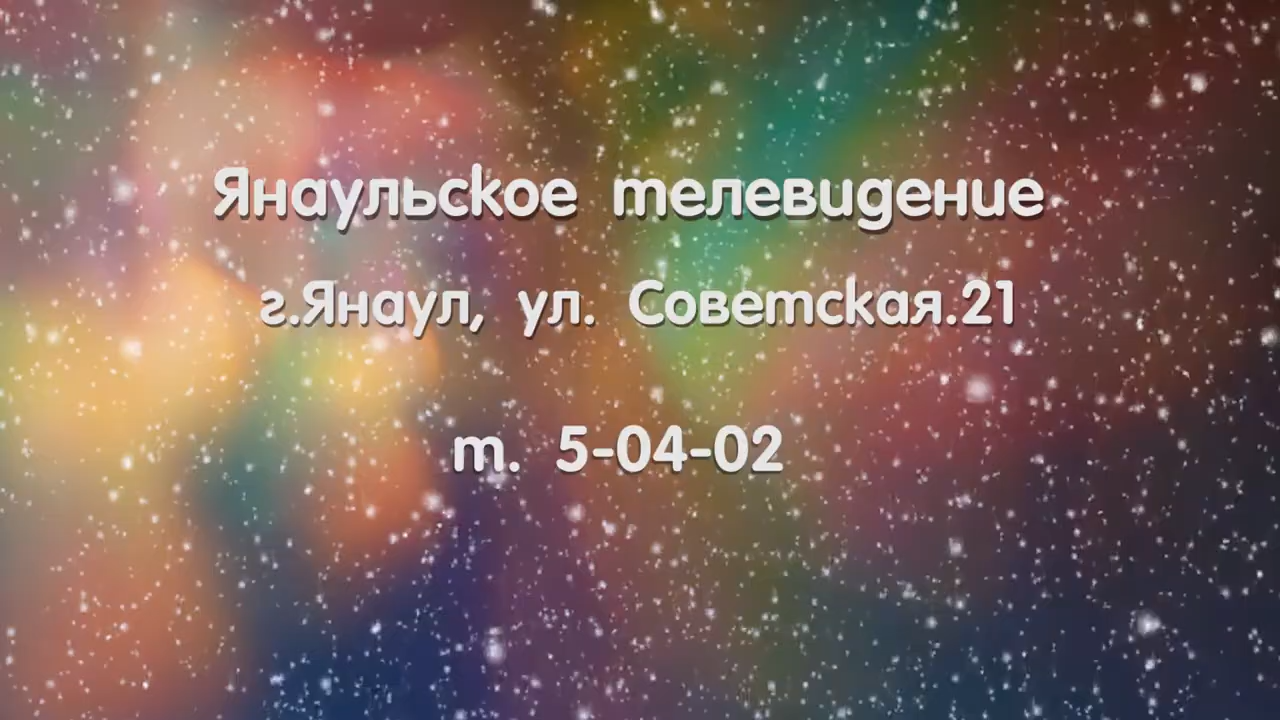 Янаульское телевидение
г.Янаул, ул. Советская.21
т. 5-04-02